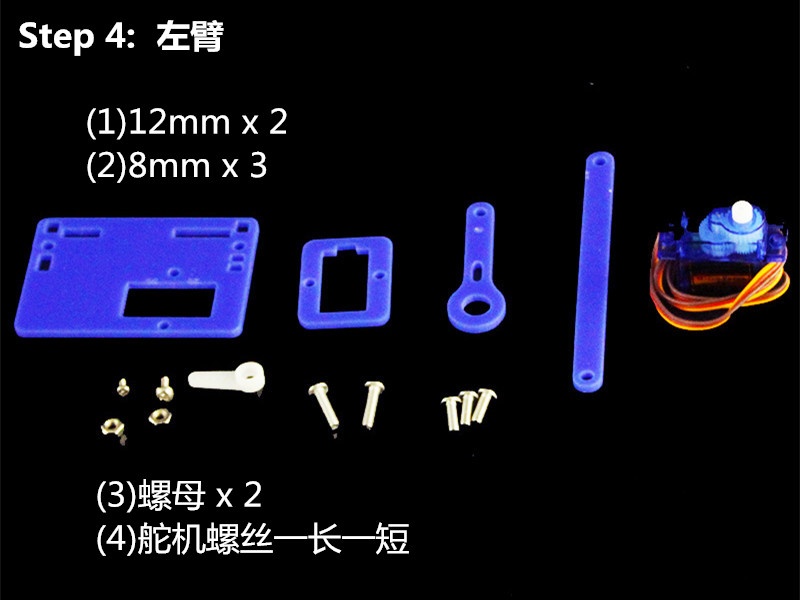 Step 4: 左臂
(1)12mm x 2
(2)8mm x 3
(3)螺母 x 2
(4)舵机螺丝一长一短